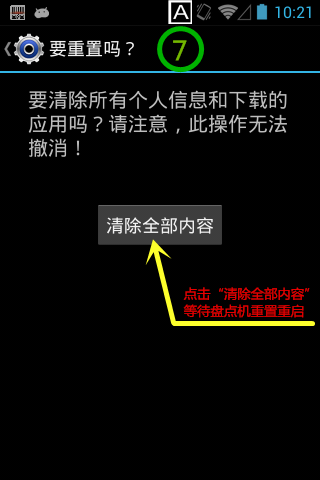 A 10:21
要重置吗？ 7
要清除所有个人信息和下载的
应用吗？请注意，此操作无法
撤消！
清除全部内容
点击“清除全部内容”
等待盘点机重置重启